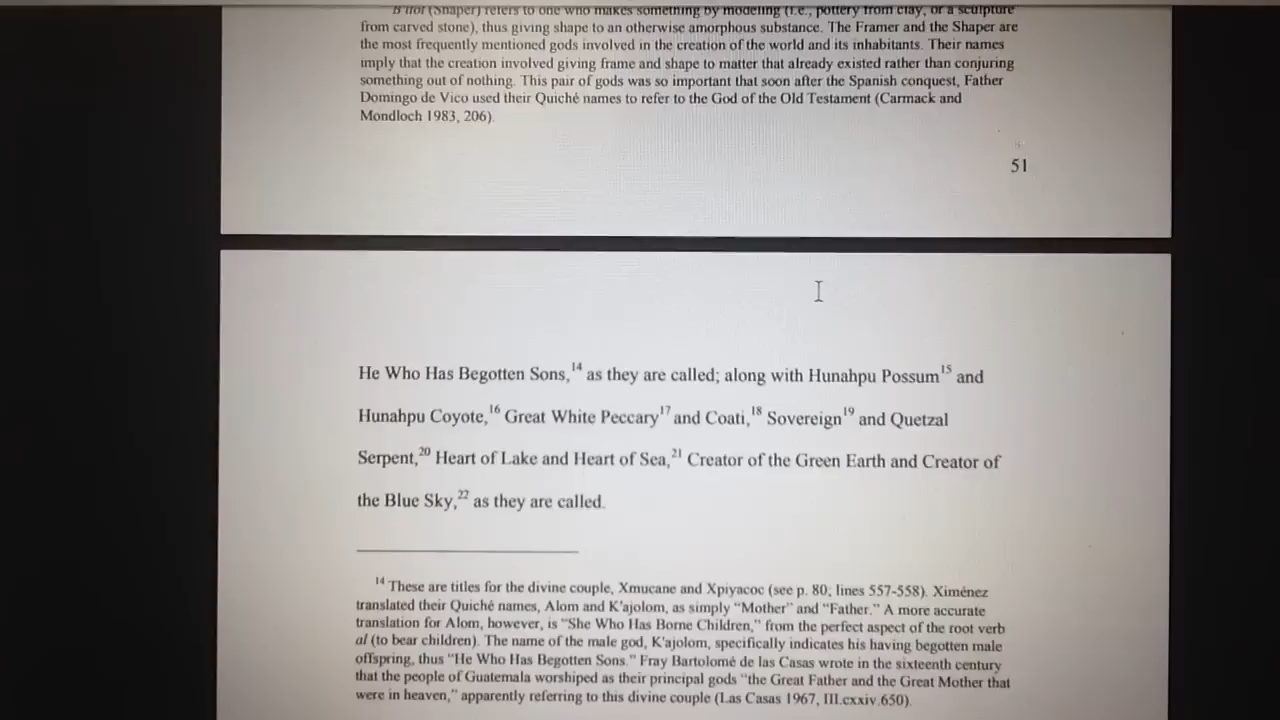 B'itol (Shaper) refers to one who makes something by modeling (i.e., pottery from clay, or a sculpture
from carved stone), thus giving shape to an otherwise amorphous substance. The Framer and the Shaper are
the most frequently mentioned gods involved in the creation of the world and its inhabitants. Their names
imply that the creation involved giving frame and shape to matter that already existed rather than conjuring
something out of nothing. This pair of gods was so important that soon after the Spanish conquest, Father
Domingo de Vico used their Quiché names to refer to the God of the Old Testament (Carmack and
Mondloch 1983, 206).
51
He Who Has Begotten Sons,14 as they are called; along with Hunahpu Possum15 and
Hunahpu Coyote,16 Great White Peccary17 and Coati,18 Sovereign19 and Quetzal
Serpent,20 Heart of Lake and Heart of Sea,21 Creator of the Green Earth and Creator of
the Blue Sky,22 as they are called.
14 These are titles for the divine couple, Xmucane and Xpiyacoc (see p. 80; lines 557-558). Ximénez
translated their Quiché names, Alom and K'ajolom, as simply "Mother" and "Father." A more accurate
translation for Alom, however, is "She Who Has Borne Children," from the perfect aspect of the root verb
al (to bear children). The name of the male god, K'ajolom, specifically indicates his having begotten male
offspring, thus "He Who Has Begotten Sons." Fray Bartolomé de las Casas wrote in the sixteenth century
that the people of Guatemala worshiped as their principal gods "the Great Father and the Great Mother that
were in heaven," apparently referring to this divine couple (Las Casas 1967, III.cxxiv.650).